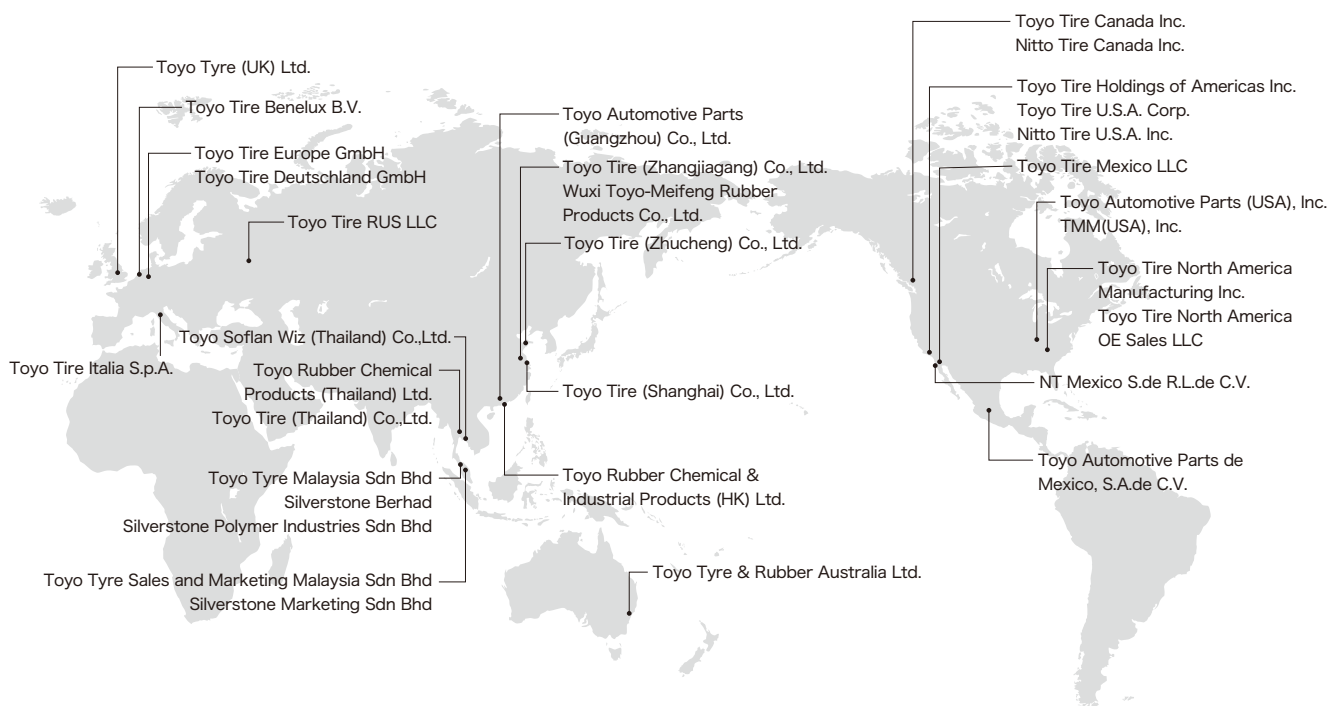 Toyo Tyre (UK) Ltd.
Toyo Tire Benelux B.V.
Toyo Tire Europe GmbH
Toyo Tire Deutschland GmbH
Toyo Tire RUS LLC
Toyo Tire Italia S.p.A.
Toyo Soflan Wiz (Thailand) Co.,Ltd.
Toyo Rubber Chemical
Products (Thailand) Ltd.
Toyo Tire (Thailand) Co.,Ltd.
Toyo Tyre Malaysia Sdn Bhd
Silverstone Berhad
Silverstone Polymer Industries Sdn Bhd
Toyo Tyre Sales and Marketing Malaysia Sdn Bhd
Silverstone Marketing Sdn Bhd
Toyo Automotive Parts
(Guangzhou) Co., Ltd.
Toyo Tire (Zhangjiagang) Co., Ltd.
Wuxi Toyo-Meifeng Rubber
Products Co., Ltd.
Toyo Tire (Zhucheng) Co., Ltd.
Toyo Tire (Shanghai) Co., Ltd.
Toyo Rubber Chemical &
Industrial Products (HK) Ltd.
Toyo Tyre & Rubber Australia Ltd.
Toyo Tire Canada Inc.
Nitto Tire Canada Inc.
Toyo Tire Holdings of Americas Inc.
Toyo Tire U.S.A. Corp.
Nitto Tire U.S.A. Inc.
Toyo Tire Mexico LLC
Toyo Automotive Parts (USA), Inc.
TMM(USA), Inc.
Toyo Tire North America
Manufacturing Inc.
Toyo Tire North America
OE Sales LLC
NT Mexico S.de R.L.de C.V.
Toyo Automotive Parts de
Mexico, S.A.de C.V.